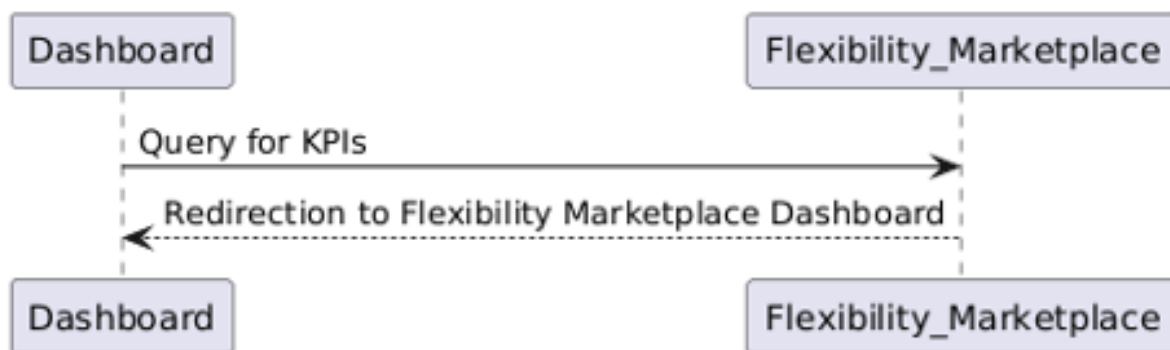 Dashboard
Flexibility_Marketplace
Query for KPIs
Redirection to Flexibility Marketplace Dashboard
Dashboard
Flexibility_Marketplace